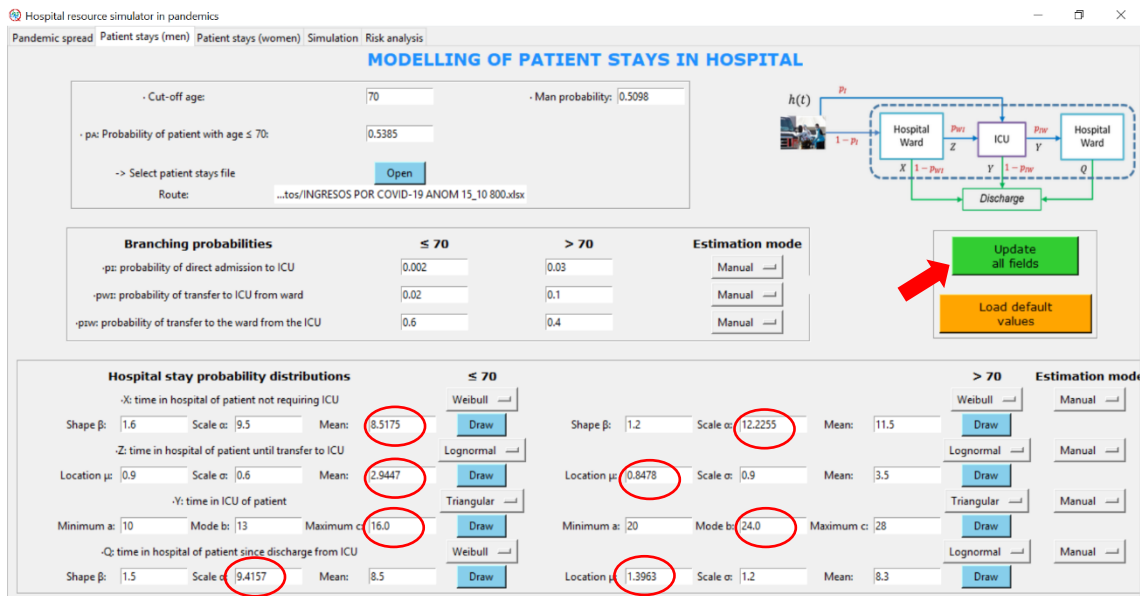 Hospital resource simulator in pandemics
Pandemic spread Patient stays (men) Patient stays (women) Simulation Risk analysis
MODELLING OF PATIENT STAYS IN HOSPITAL
· Cut-off age: 70 · Man probability: 0.5098
· pA: Probability of patient with age ≤ 70: 0.5385
-> Select patient stays file Open
Route: ...tos/INGRESOS POR COVID-19 ANOM 15_10 800.xlsx
h(t) pI
1 − pI Hospital Ward pWI Z ICU pIW Y Hospital Ward
X 1 − pWI Y 1 − pIW Q
Discharge
Branching probabilities ≤ 70 > 70 Estimation mode
·pI: probability of direct admission to ICU 0.002 0.03 Manual
·pWI: probability of transfer to ICU from ward 0.02 0.1 Manual
·pIW: probability of transfer to the ward from the ICU 0.6 0.4 Manual
Update
all fields
Load default
values
Hospital stay probability distributions ≤ 70 > 70 Estimation mode
·X: time in hospital of patient not requiring ICU Weibull Weibull Manual
Shape β: 1.6 Scale α: 9.5 Mean: 8.5175 Draw Shape β: 1.2 Scale α: 12.2255 Mean: 11.5 Draw
·Z: time in hospital of patient until transfer to ICU Lognormal Lognormal Manual
Location μ: 0.9 Scale σ: 0.6 Mean: 2.9447 Draw Location μ: 0.8478 Scale σ: 0.9 Mean: 3.5 Draw
·Y: time in ICU of patient Triangular Triangular Manual
Minimum a: 10 Mode b: 13 Maximum c: 16.0 Draw Minimum a: 20 Mode b: 24.0 Maximum c: 28 Draw
·Q: time in hospital of patient since discharge from ICU Weibull Lognormal Manual
Shape β: 1.5 Scale α: 9.4157 Mean: 8.5 Draw Location μ: 1.3963 Scale σ: 1.2 Mean: 8.3 Draw